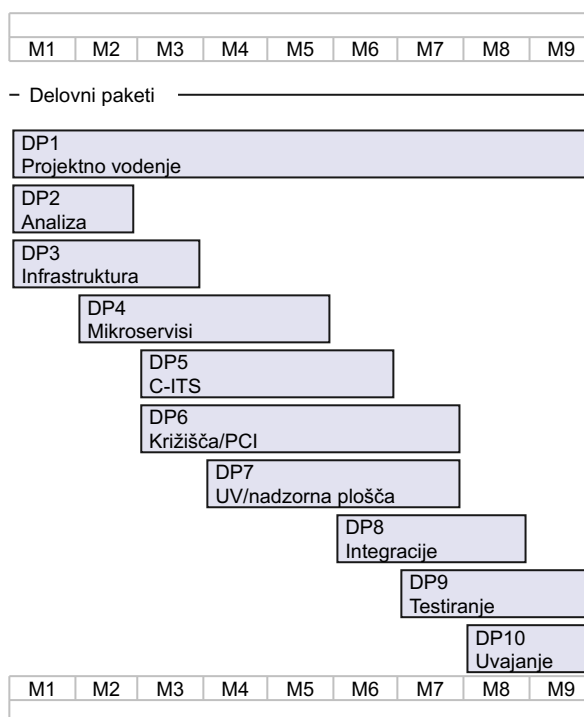 M1 M2 M3 M4 M5 M6 M7 M8 M9
Delovni paketi
DP1
Projektno vodenje
DP2
Analiza
DP3
Infrastruktura
DP4
Mikroservisi
DP5
C-ITS
DP6
Križišča/PCI
DP7
UV/nadzorna plošča
DP8
Integracije
DP9
Testiranje
DP10
Uvajanje
M1 M2 M3 M4 M5 M6 M7 M8 M9